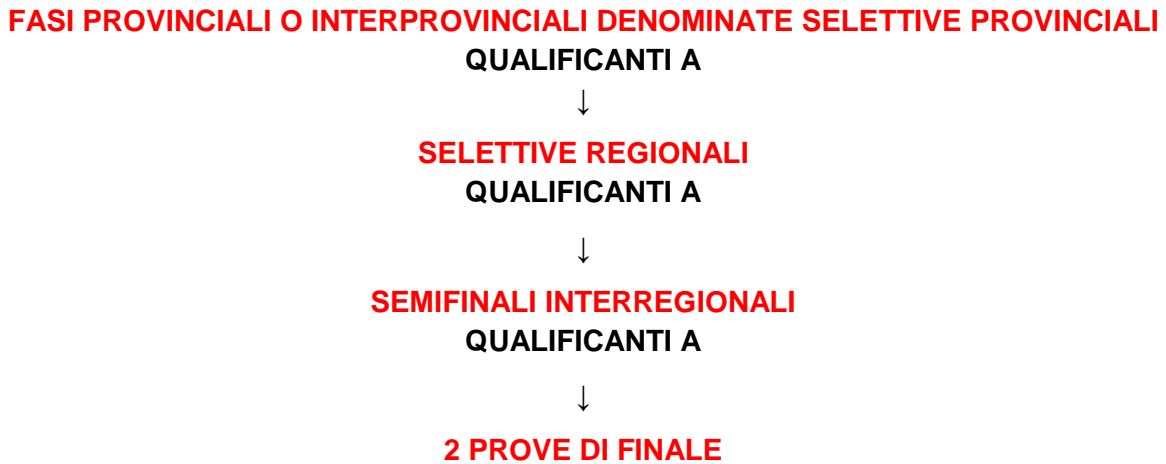 FASI PROVINCIALI O INTERPROVINCIALI DENOMINATE SELETTIVE PROVINCIALI
QUALIFICANTI A
↓
SELETTIVE REGIONALI
QUALIFICANTI A
↓
SEMIFINALI INTERREGIONALI
QUALIFICANTI A
↓
2 PROVE DI FINALE